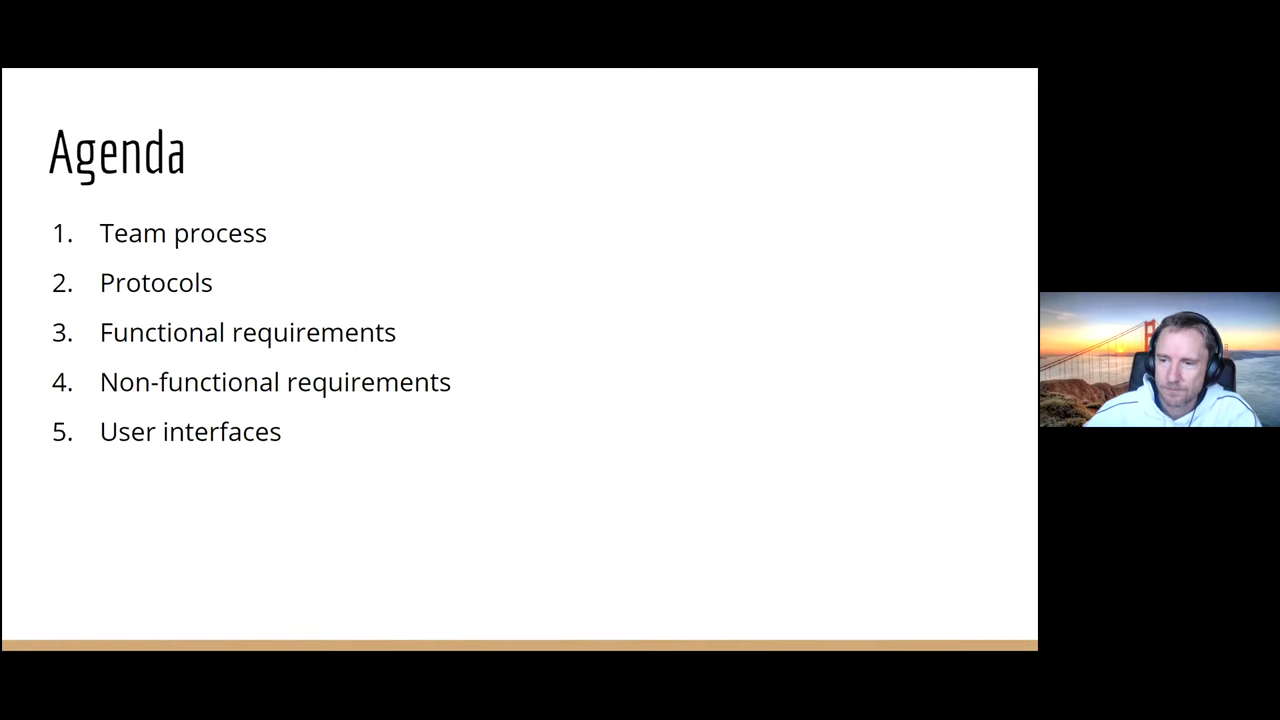 Agenda
1. Team process
2. Protocols
3. Functional requirements
4. Non-functional requirements
5. User interfaces